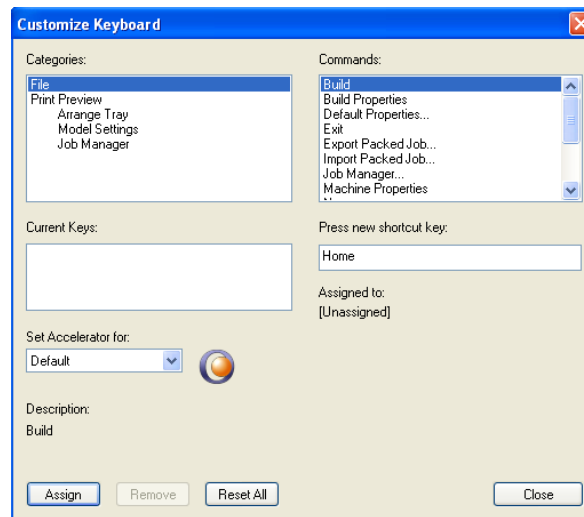 Customize Keyboard
Categories:
File
Print Preview
Arrange Tray
Model Settings
Job Manager
Commands:
Build
Build Properties
Default Properties...
Exit
Export Packed Job...
Import Packed Job...
Job Manager...
Machine Properties
Current Keys:
Press new shortcut key:
Home
Assigned to:
[Unassigned]
Set Accelerator for:
Default
Description:
Build
Assign
Remove
Reset All
Close